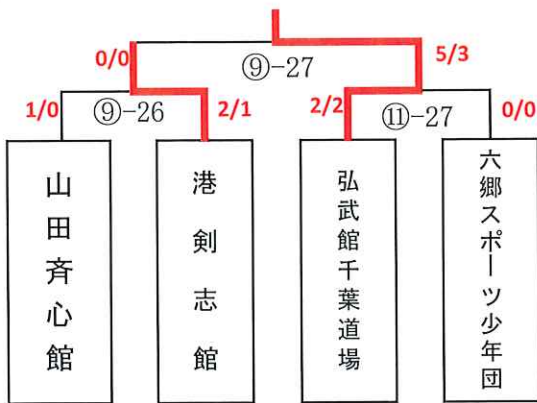 0/0
5/3
⑨-27
1/0
⑨-26
2/1
2/2
⑪-27
0/0
山田斉心館
港剣志館
弘武館千葉道場
六郷スポーツ少年団